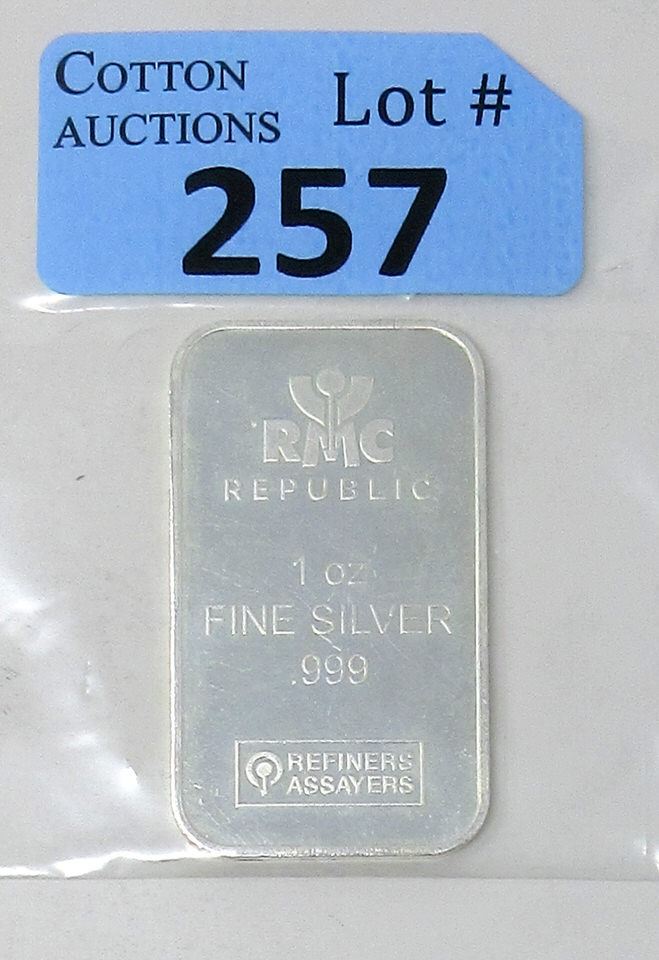 COTTON
AUCTIONS
Lot #
257
RMC
REPUBLIC
1 oz
FINE SILVER
.999
REFINERS
ASSAYERS